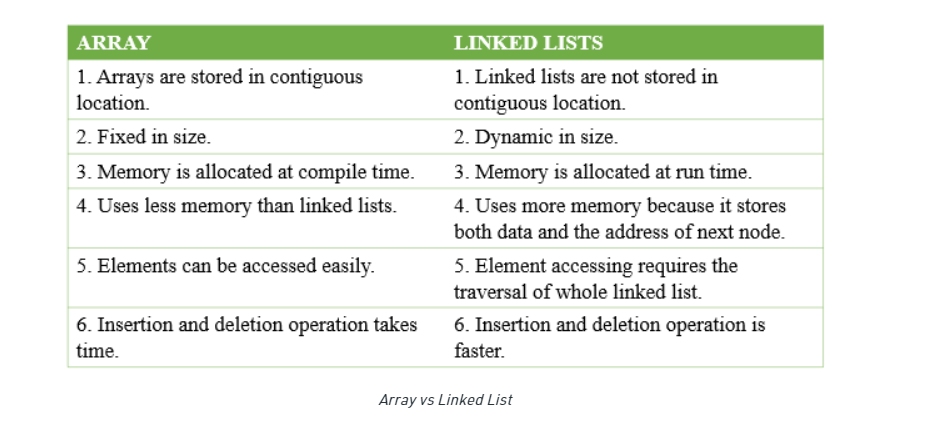 ARRAY
LINKED LISTS
1. Arrays are stored in contiguous
location.
1. Linked lists are not stored in
contiguous location.
2. Fixed in size.
2. Dynamic in size.
3. Memory is allocated at compile time.
3. Memory is allocated at run time.
4. Uses less memory than linked lists.
4. Uses more memory because it stores
both data and the address of next node.
5. Elements can be accessed easily.
5. Element accessing requires the
traversal of whole linked list.
6. Insertion and deletion operation takes
time.
6. Insertion and deletion operation is
faster.
Array vs Linked List